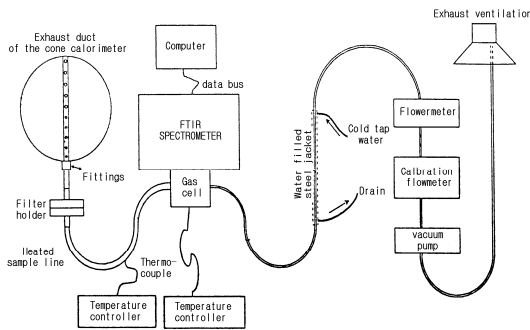 Exhaust duct
of the cone calorimeter
Computer
data bus
FTIR
SPECTROMETER
Fittings
Gas
cell
Filter
holder
Heated
sample line
Thermo-
couple
Temperature
controller
Temperature
controller
Water filled
steel jacket
Cold tap
water
Drain
Exhaust ventilation
Flowermeter
Calbration
flowmeter
vacuum
pump